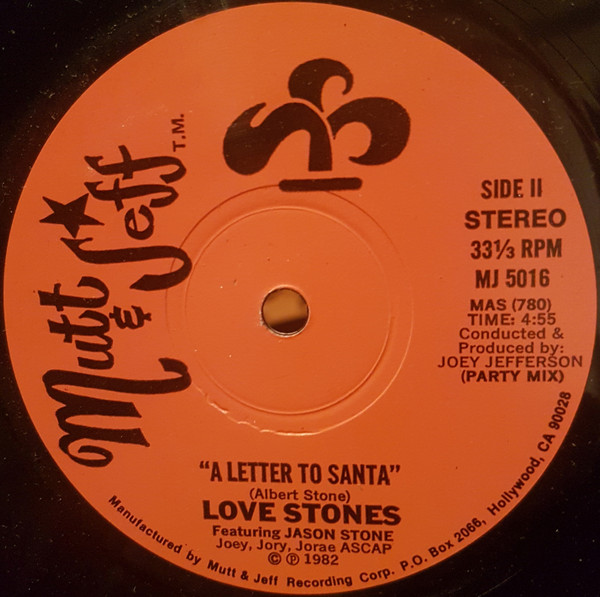 Mutt
& Jeff T.M.
SIDE II
STEREO
33⅓ RPM
MJ 5016
MAS (780)
TIME: 4:55
Conducted &
Produced by:
JOEY JEFFERSON
(PARTY MIX)
“A LETTER TO SANTA”
(Albert Stone)
LOVE STONES
Featuring JASON STONE
Joey, Jory, Jorae ASCAP
© ℗ 1982
Manufactured by Mutt & Jeff Recording Corp. P.O. Box 2066, Hollywood, CA 90028